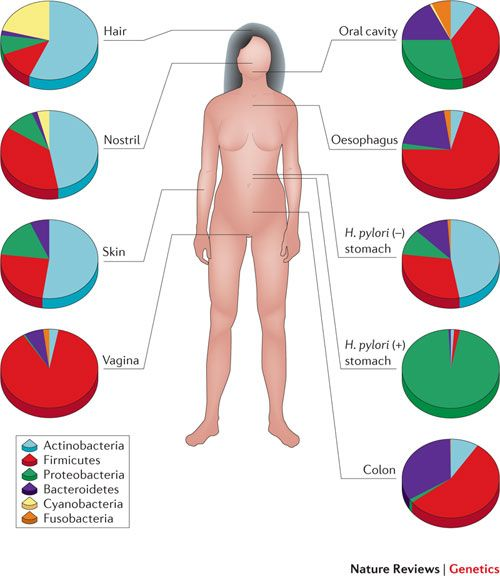 Hair
Nostril
Skin
Vagina
Oral cavity
Oesophagus
H. pylori (–)
stomach
H. pylori (+)
stomach
Colon
Actinobacteria
Firmicutes
Proteobacteria
Bacteroidetes
Cyanobacteria
Fusobacteria
Nature Reviews | Genetics